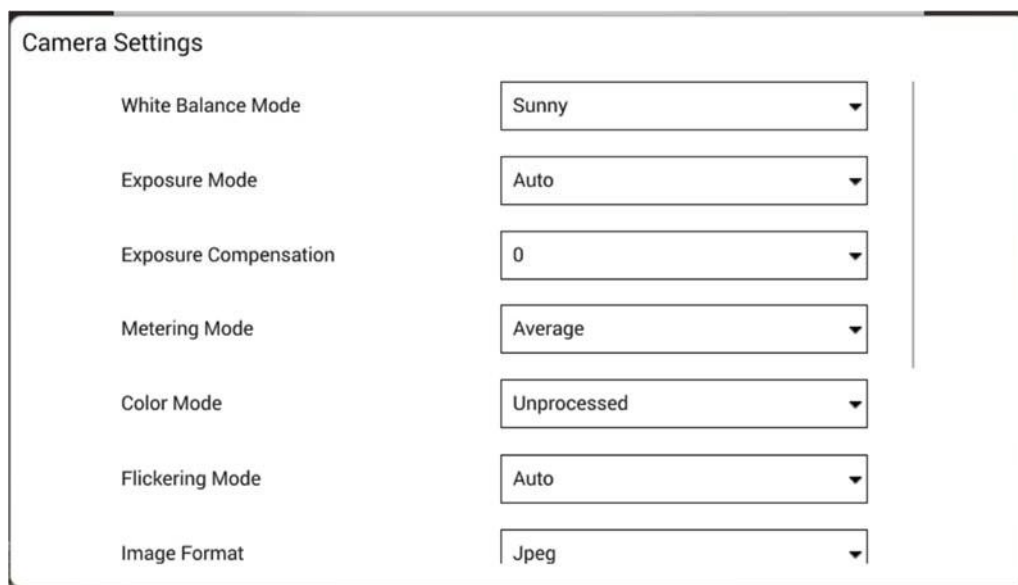 Camera Settings
White Balance Mode Sunny
Exposure Mode Auto
Exposure Compensation 0
Metering Mode Average
Color Mode Unprocessed
Flickering Mode Auto
Image Format Jpeg